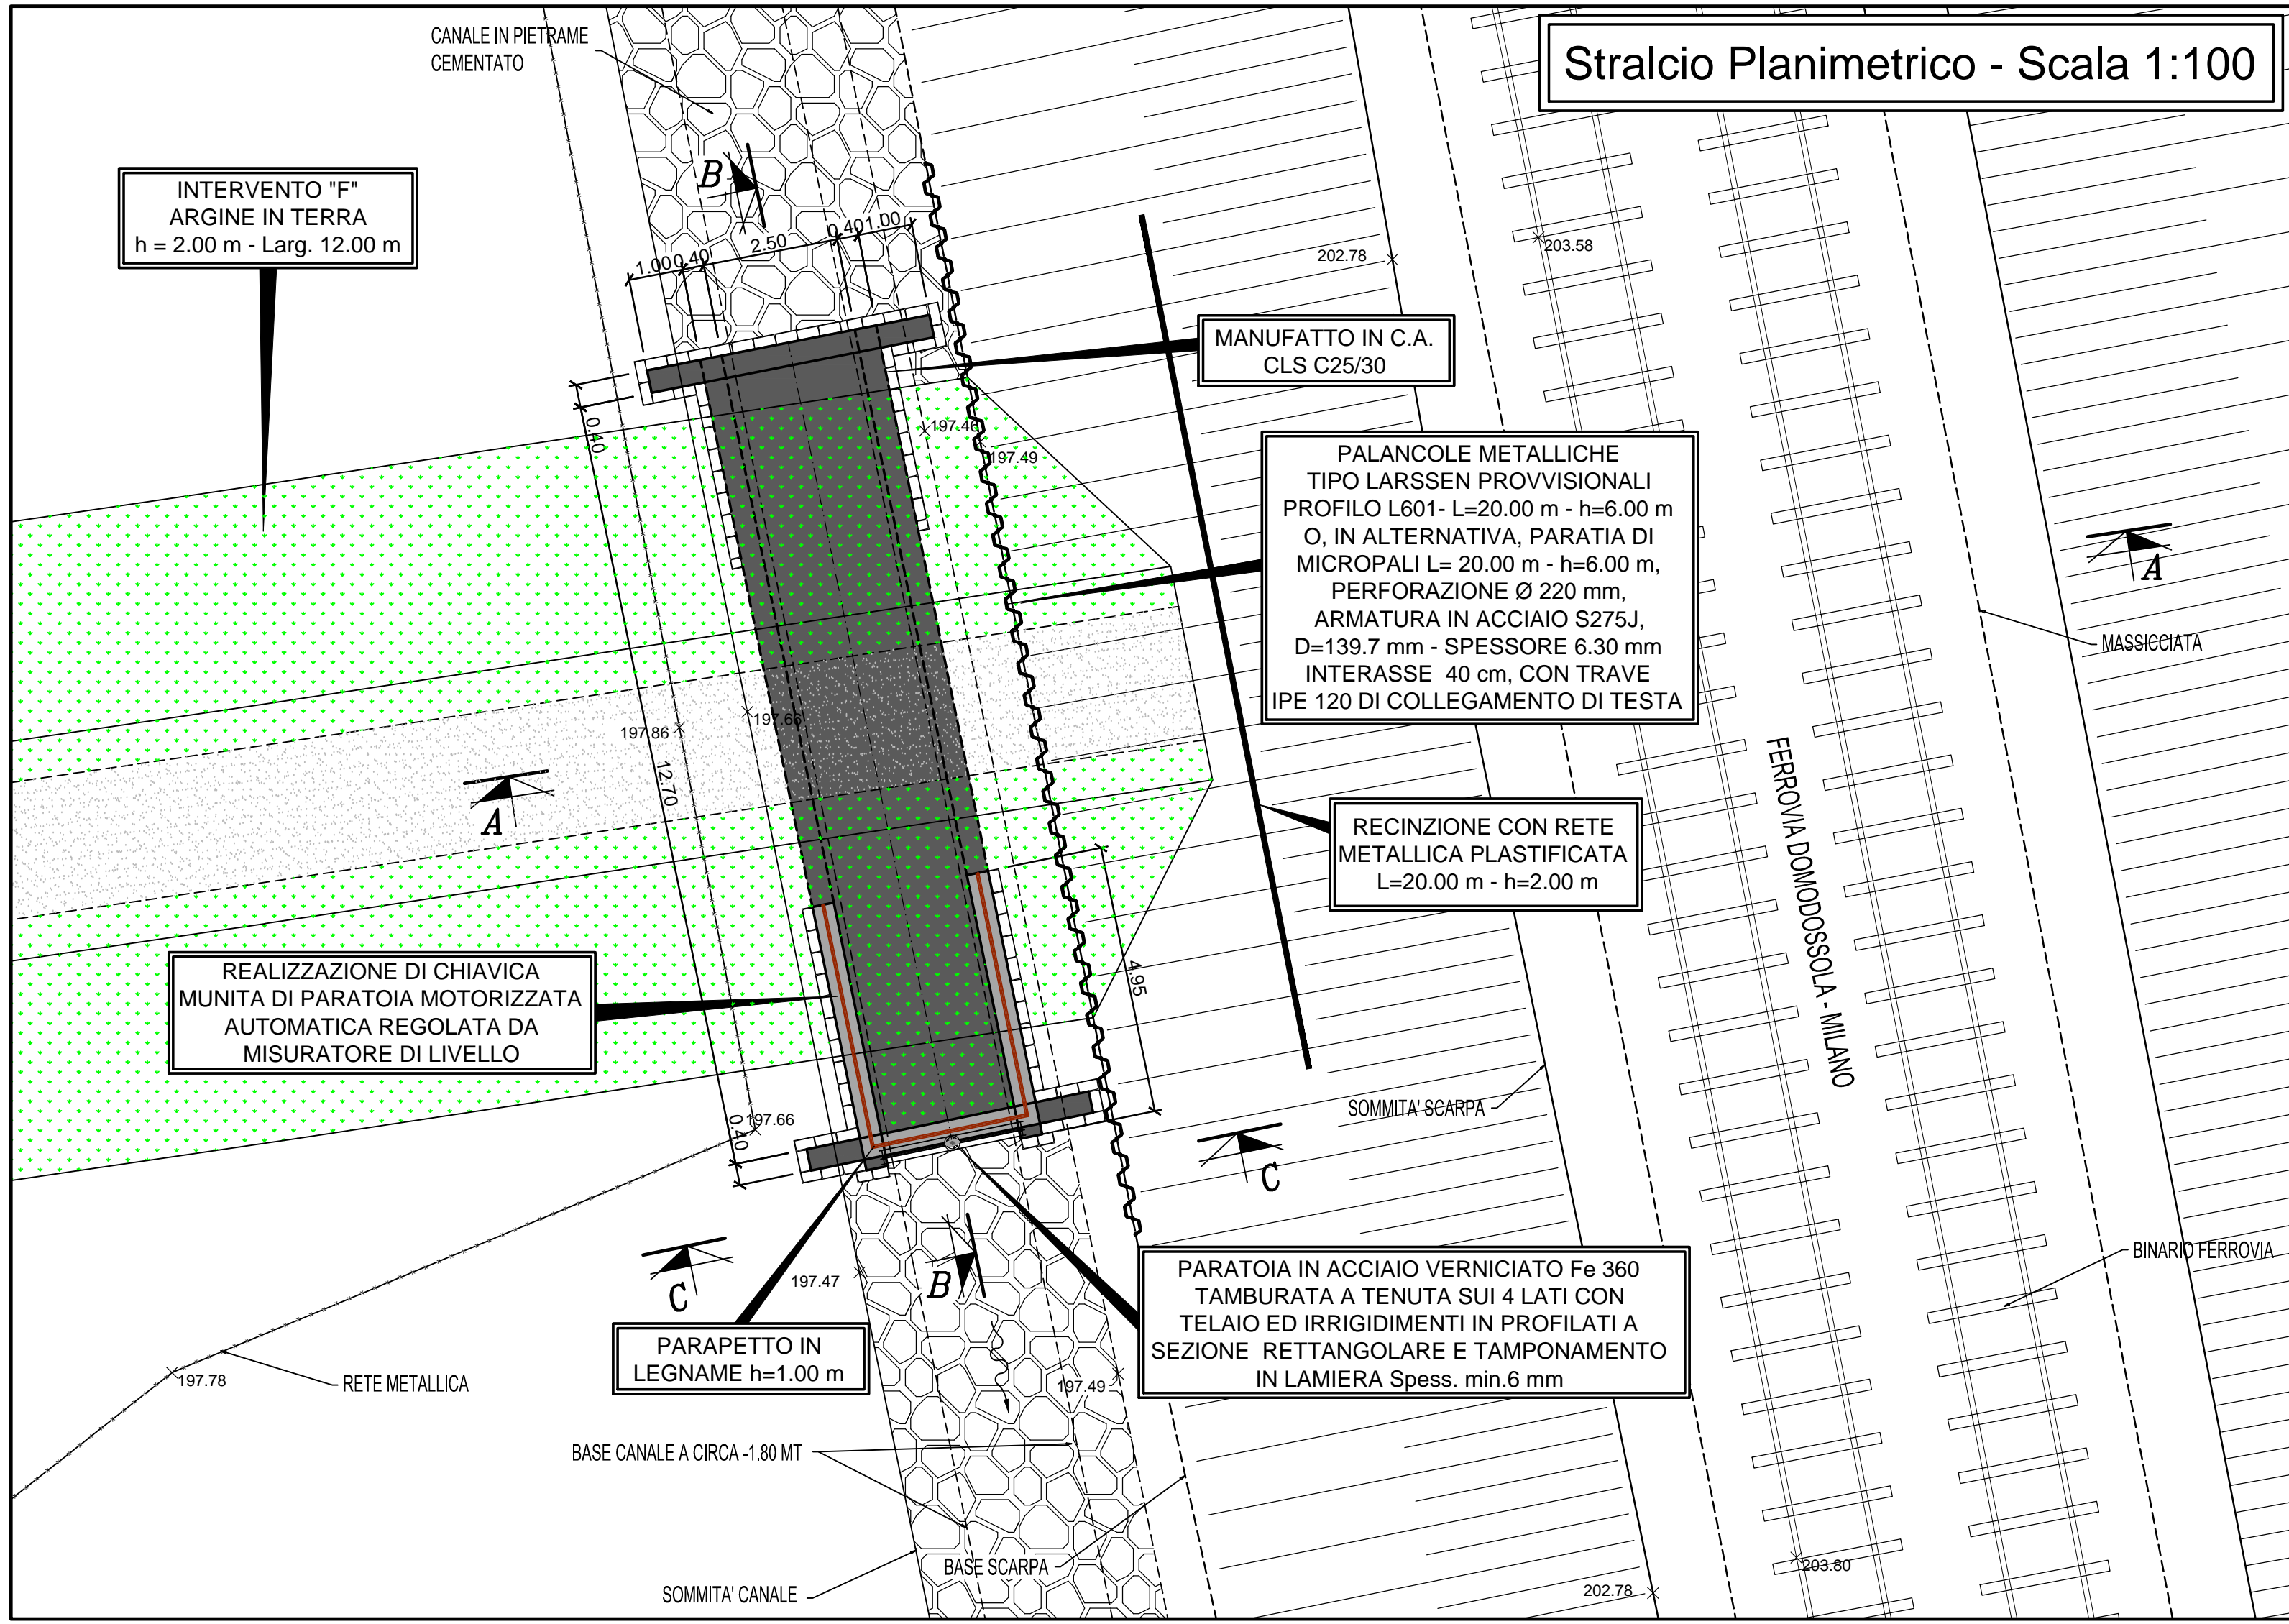 Stralcio Planimetrico - Scala 1:100
CANALE IN PIETRAME
CEMENTATO
INTERVENTO "F"
ARGINE IN TERRA
h = 2.00 m - Larg. 12.00 m
B
1.00
0.40
2.50
0.40
1.00
202.78
203.58
MANUFATTO IN C.A.
CLS C25/30
0.40
197.46
197.49
PALANCOLE METALLICHE
TIPO LARSSEN PROVVISIONALI
PROFILO L601- L=20.00 m - h=6.00 m
O, IN ALTERNATIVA, PARATIA DI
MICROPALI L= 20.00 m - h=6.00 m,
PERFORAZIONE Ø 220 mm,
ARMATURA IN ACCIAIO S275J,
D=139.7 mm - SPESSORE 6.30 mm
INTERASSE 40 cm, CON TRAVE
IPE 120 DI COLLEGAMENTO DI TESTA
A
MASSICCIATA
197.86
197.66
12.70
A
FERROVIA DOMODOSSOLA - MILANO
RECINZIONE CON RETE
METALLICA PLASTIFICATA
L=20.00 m - h=2.00 m
REALIZZAZIONE DI CHIAVICA
MUNITA DI PARATOIA MOTORIZZATA
AUTOMATICA REGOLATA DA
MISURATORE DI LIVELLO
4.95
SOMMITA' SCARPA
0.40
197.66
C
C
B
197.47
BINARIO FERROVIA
PARAPETTO IN
LEGNAME h=1.00 m
PARATOIA IN ACCIAIO VERNICIATO Fe 360
TAMBURATA A TENUTA SUI 4 LATI CON
TELAIO ED IRRIGIDIMENTI IN PROFILATI A
SEZIONE RETTANGOLARE E TAMPONAMENTO
IN LAMIERA Spess. min.6 mm
197.78
RETE METALLICA
197.49
BASE CANALE A CIRCA -1.80 MT
BASE SCARPA
203.80
SOMMITA' CANALE
202.78